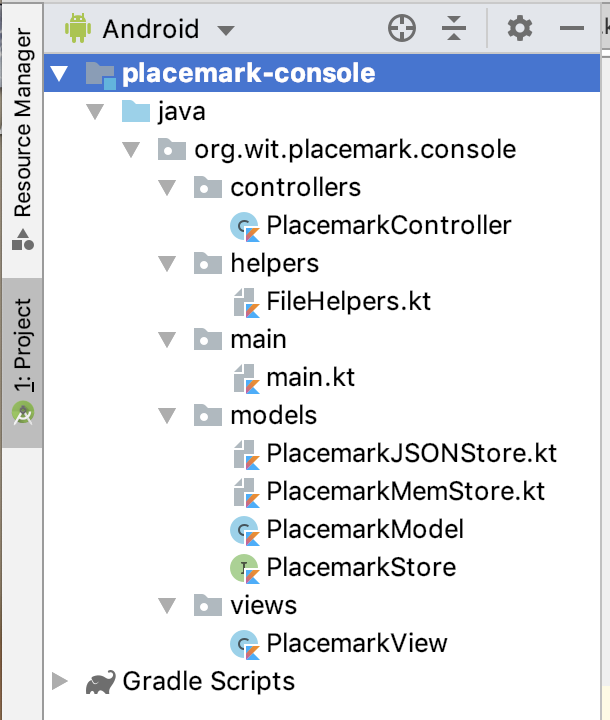 Resource Manager
1: Project
Android
placemark-console
java
org.wit.placemark.console
controllers
PlacemarkController
helpers
FileHelpers.kt
main
main.kt
models
PlacemarkJSONStore.kt
PlacemarkMemStore.kt
PlacemarkModel
PlacemarkStore
views
PlacemarkView
Gradle Scripts